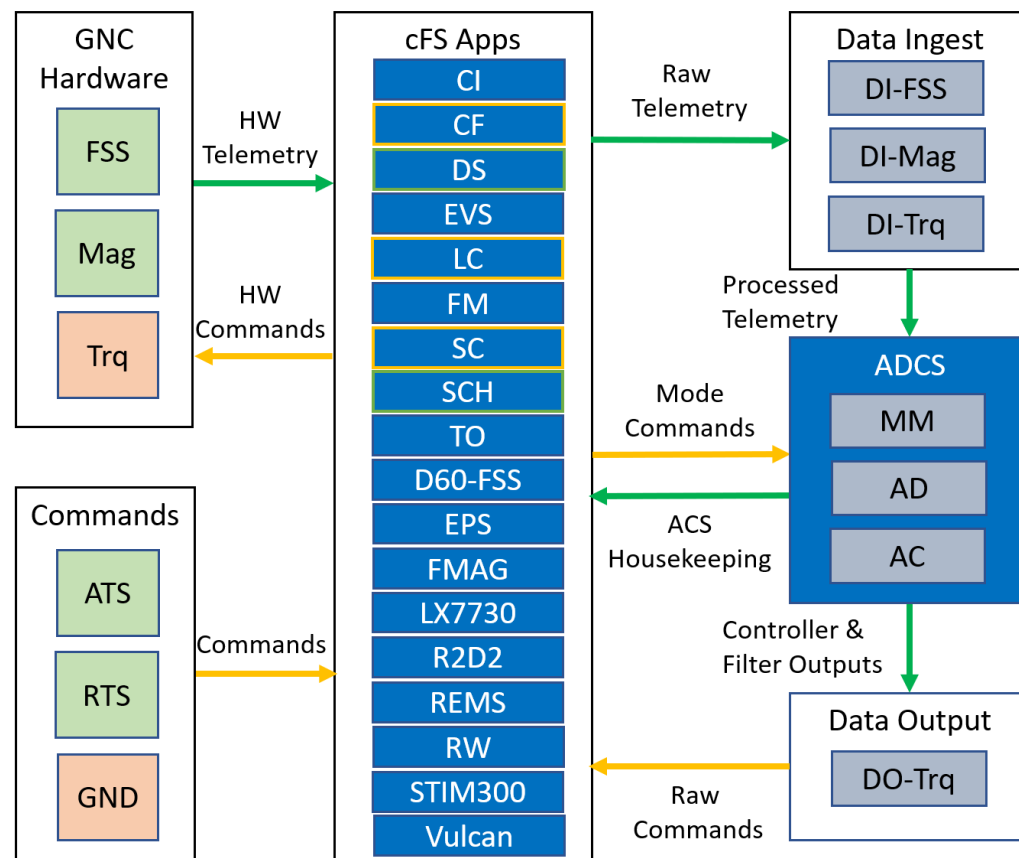 GNC
Hardware
FSS
Mag
Trq
HW
Telemetry
HW
Commands
Commands
ATS
RTS
GND
Commands
cFS Apps
CI
CF
DS
EVS
LC
FM
SC
SCH
TO
D60-FSS
EPS
FMAG
LX7730
R2D2
REMS
RW
STIM300
Vulcan
Raw
Telemetry
Data Ingest
DI-FSS
DI-Mag
DI-Trq
Processed
Telemetry
Mode
Commands
ADCS
MM
AD
AC
ACS
Housekeeping
Controller &
Filter Outputs
Data Output
DO-Trq
Raw
Commands